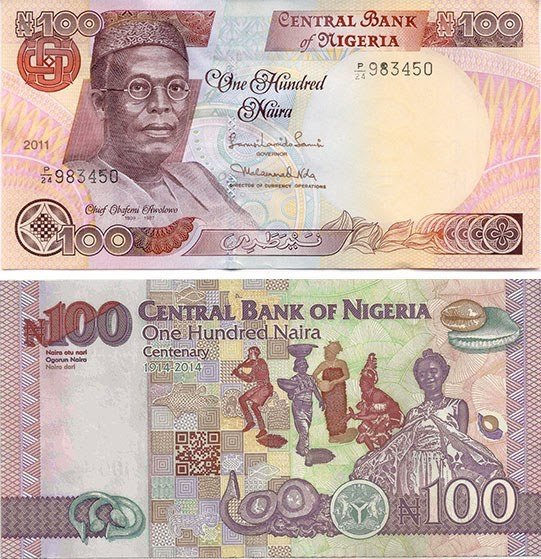 ₦100
CENTRAL BANK
of NIGERIA
₦100
P/24 983450
One Hundred
Naira
2011
GOVERNOR
P/24 983450
DIRECTOR OF CURRENCY OPERATIONS
Chief Obafemi Awolowo
1909 - 1987
100
₦100
CENTRAL BANK OF NIGERIA
One Hundred Naira
Centenary
1914-2014
Naira otu nari
Ogorun Naira
Naira dari
₦100